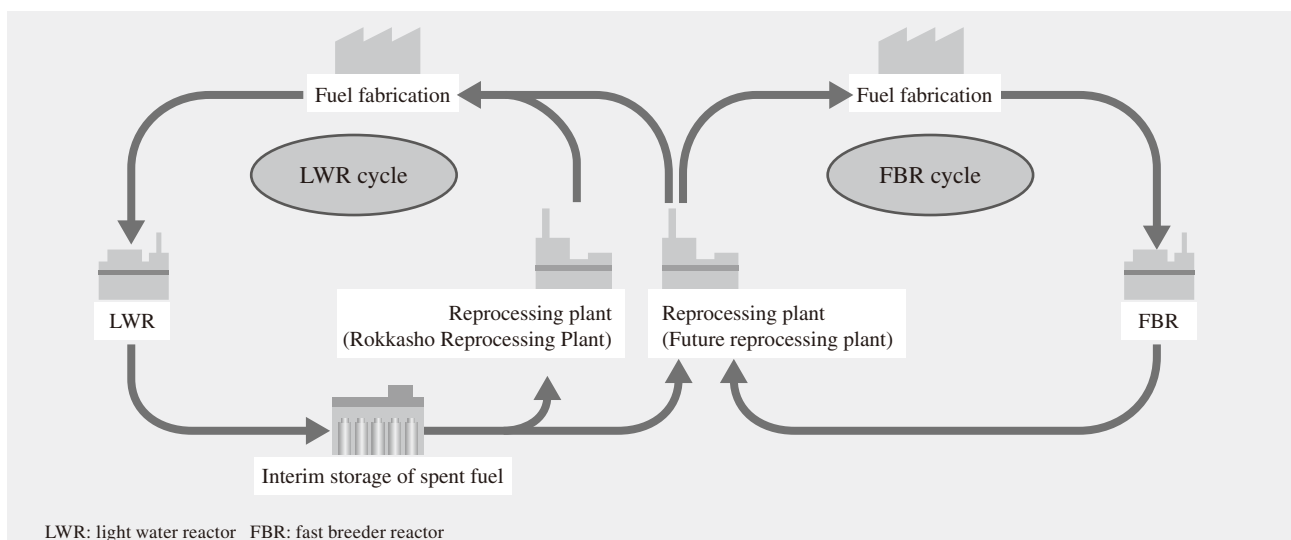 Fuel fabrication
Fuel fabrication
LWR cycle
FBR cycle
LWR
Reprocessing plant
(Rokkasho Reprocessing Plant)
Reprocessing plant
(Future reprocessing plant)
FBR
Interim storage of spent fuel
LWR: light water reactor   FBR: fast breeder reactor